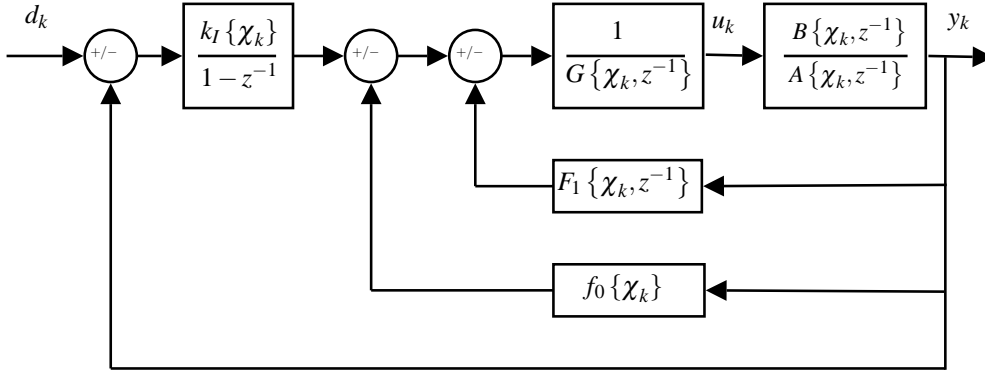 d_k
+/−
k_I {χ_k}
1 − z^{-1}
+/−
+/−
1
G {χ_k, z^{-1}}
u_k
B {χ_k, z^{-1}}
A {χ_k, z^{-1}}
y_k
F_1 {χ_k, z^{-1}}
f_0 {χ_k}